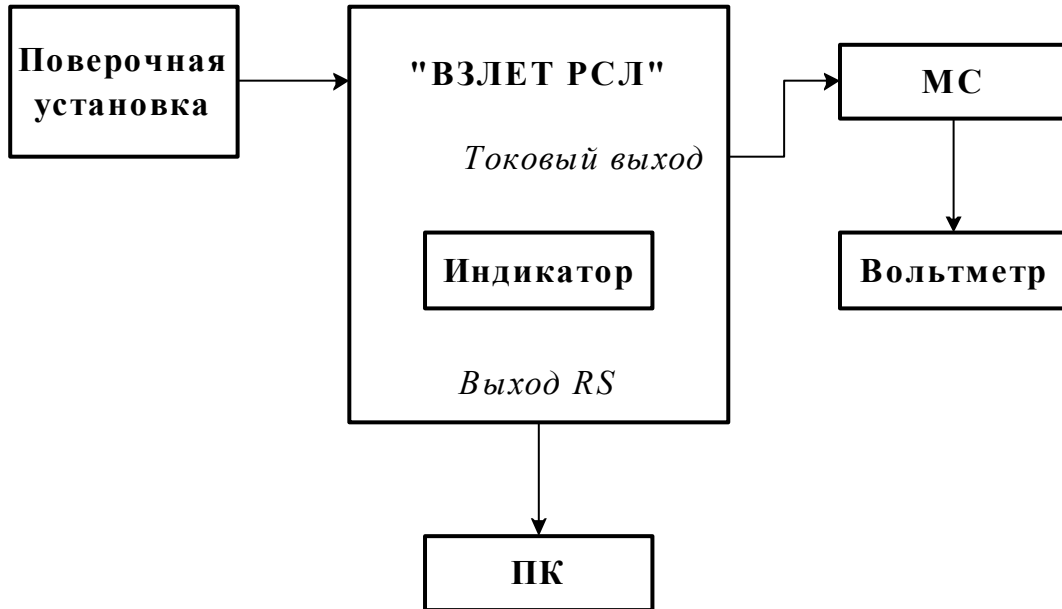 Поверочная
установка
"ВЗЛЕТ РСЛ"
Токовый выход
Индикатор
Выход RS
МС
Вольтметр
ПК